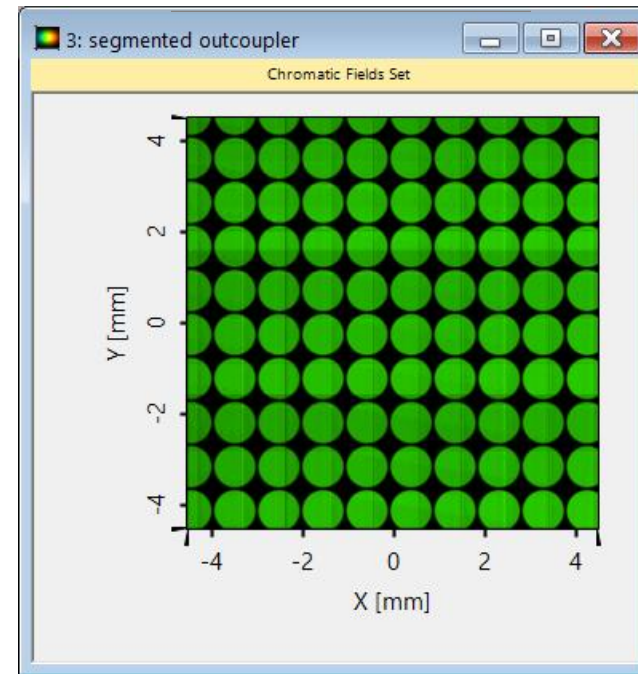 3: segmented outcoupler
Chromatic Fields Set
4
2
0
-2
-4
Y [mm]
-4 -2 0 2 4
X [mm]